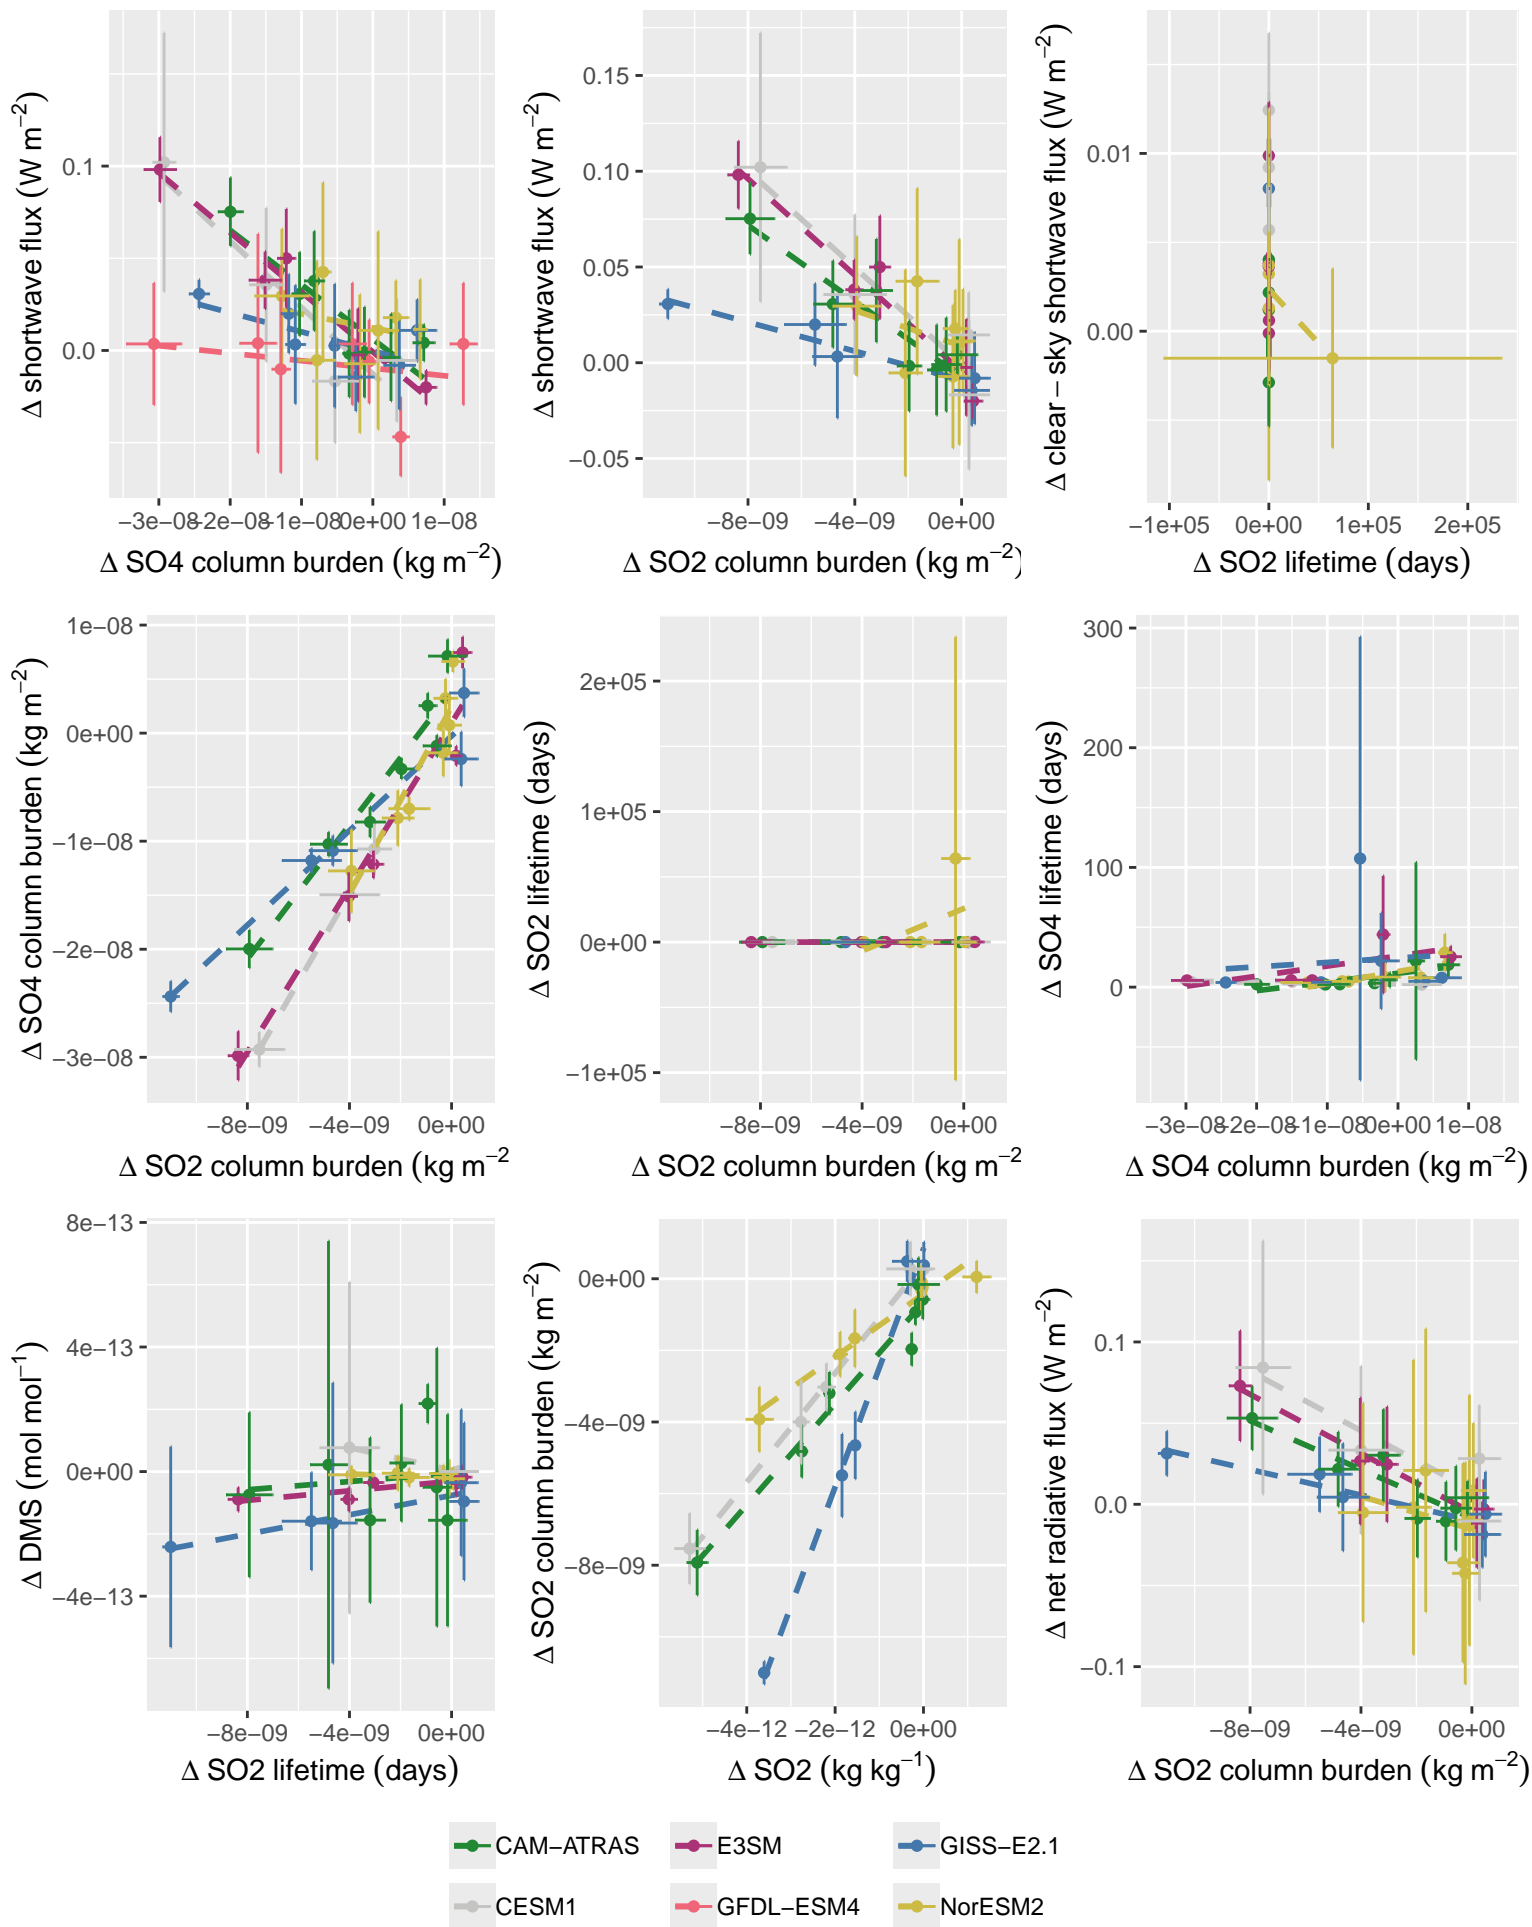 Δ shortwave flux (W m−2)
0.1
0.0
−3e−08
−2e−08
−1e−08
0e+00
1e−08
Δ SO4 column burden (kg m−2)
Δ shortwave flux (W m−2)
0.15
0.10
0.05
0.00
−0.05
−8e−09
−4e−09
0e+00
Δ SO2 column burden (kg m−2)
Δ clear − sky shortwave flux (W m−2)
0.01
0.00
−1e+05
0e+00
1e+05
2e+05
Δ SO2 lifetime (days)
Δ SO4 column burden (kg m−2)
1e−08
0e+00
−1e−08
−2e−08
−3e−08
−8e−09
−4e−09
0e+00
Δ SO2 column burden (kg m−2
Δ SO2 lifetime (days)
2e+05
1e+05
0e+00
−1e+05
−8e−09
−4e−09
0e+00
Δ SO2 column burden (kg m−2
Δ SO4 lifetime (days)
300
200
100
0
−3e−08
−2e−08
−1e−08
0e+00
1e−08
Δ SO4 column burden (kg m−2)
Δ DMS (mol mol−1)
8e−13
4e−13
0e+00
−4e−13
−8e−09
−4e−09
0e+00
Δ SO2 lifetime (days)
Δ SO2 column burden (kg m−2)
0e+00
−4e−09
−8e−09
−4e−12
−2e−12
0e+00
Δ SO2 (kg kg−1)
Δ net radiative flux (W m−2)
0.1
0.0
−0.1
−8e−09
−4e−09
0e+00
Δ SO2 column burden (kg m−2)
CAM−ATRAS
E3SM
GISS−E2.1
CESM1
GFDL−ESM4
NorESM2